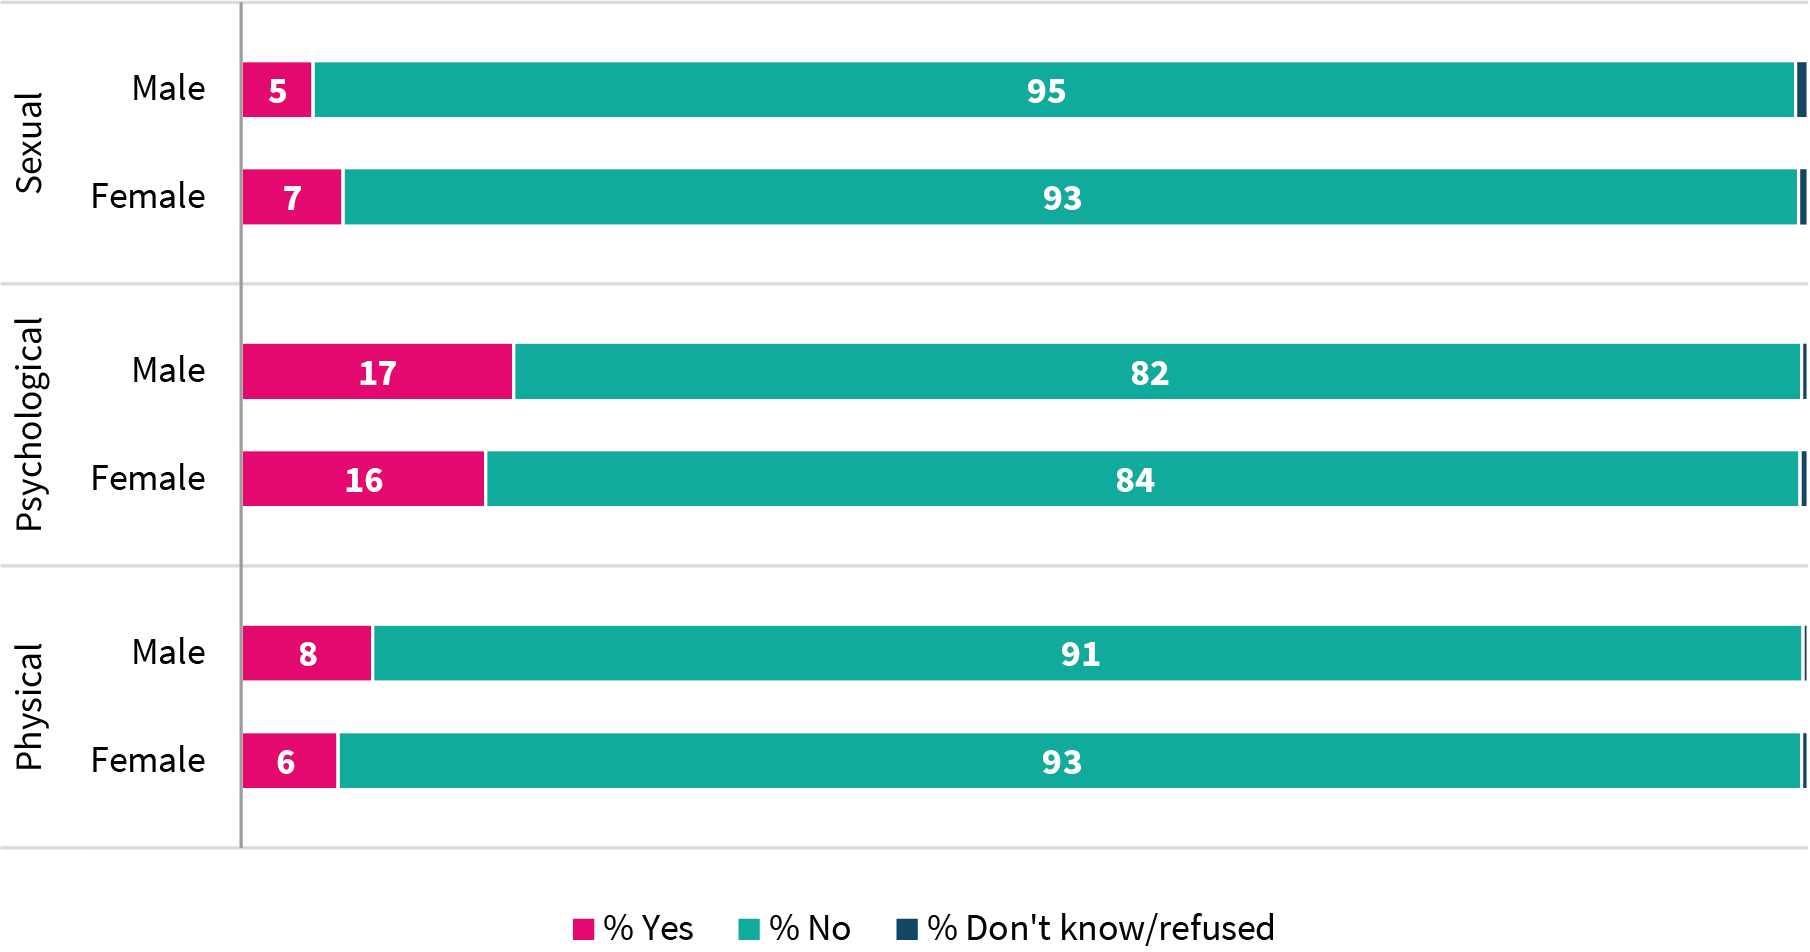 Sexual
Male 5 95
Female 7 93
Psychological
Male 17 82
Female 16 84
Physical
Male 8 91
Female 6 93
% Yes % No % Don't know/refused